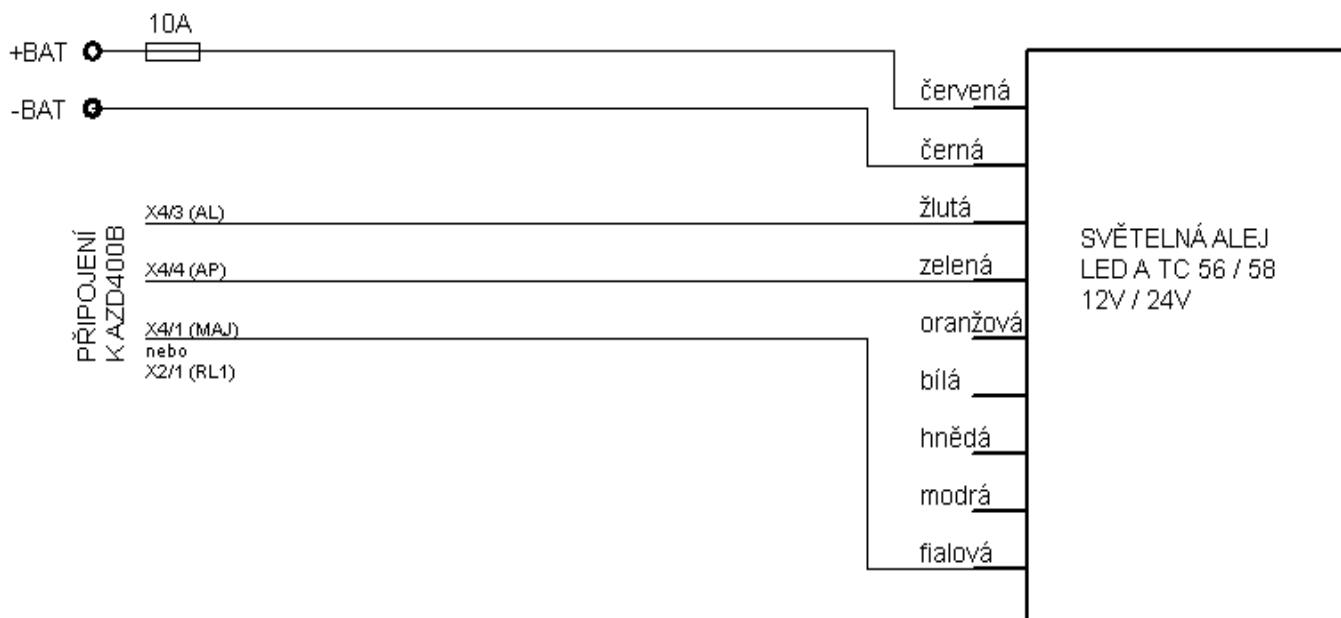 10A
+BAT
-BAT
červená
černá
žlutá
zelená
oranžová
bílá
hnědá
modrá
fialová
X4/3 (AL)
X4/4 (AP)
X4/1 (MAJ)
nebo
X2/1 (RL1)
PŘIPOJENÍ
K AZD400B
SVĚTELNÁ ALEJ
LED A TC 56 / 58
12V / 24V